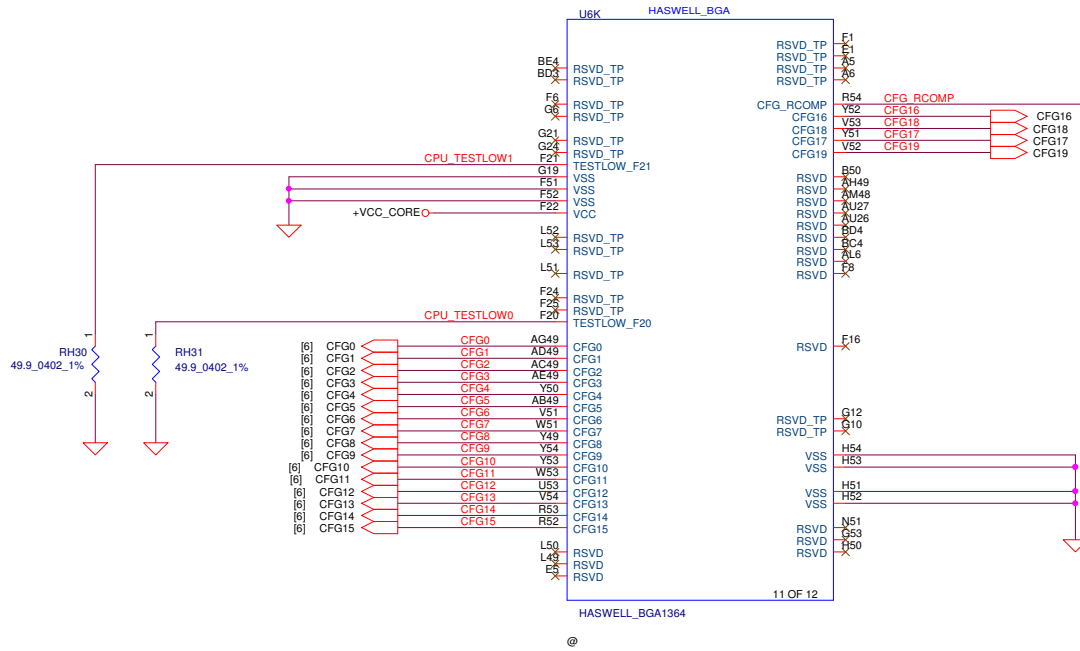 U6K HASWELL_BGA
F1
RSVD_TP
E1
RSVD_TP
BE4 RSVD_TP RSVD_TP A5
BD3 RSVD_TP RSVD_TP A6
F6 RSVD_TP CFG_RCOMP R54 CFG_RCOMP
G6 RSVD_TP CFG16 Y52 CFG16 CFG16
CFG18 V53 CFG18 CFG18
G21 RSVD_TP CFG17 Y51 CFG17 CFG17
G24 RSVD_TP CFG19 V52 CFG19 CFG19
CPU_TESTLOW1 F21 TESTLOW_F21
G19 VSS RSVD B50
F51 VSS RSVD AH49
F52 VSS RSVD AM48
+VCC_CORE F22 VCC RSVD AU27
RSVD AU26
L52 RSVD_TP RSVD BD4
L53 RSVD_TP RSVD BC4
RSVD AL6
L51 RSVD_TP RSVD F8
F24 RSVD_TP
F25 RSVD_TP
CPU_TESTLOW0 F20 TESTLOW_F20
[6] CFG0 CFG0 AG49 CFG0 RSVD F16
[6] CFG1 CFG1 AD49 CFG1
[6] CFG2 CFG2 AC49 CFG2
[6] CFG3 CFG3 AE49 CFG3
[6] CFG4 CFG4 Y50 CFG4
[6] CFG5 CFG5 AB49 CFG5
[6] CFG6 CFG6 V51 CFG6 RSVD_TP G12
[6] CFG7 CFG7 W51 CFG7 RSVD_TP G10
[6] CFG8 CFG8 Y49 CFG8
[6] CFG9 CFG9 Y54 CFG9 VSS H54
[6] CFG10 CFG10 Y53 CFG10 VSS H53
[6] CFG11 CFG11 W53 CFG11
[6] CFG12 CFG12 U53 CFG12 VSS H51
[6] CFG13 CFG13 V54 CFG13 VSS H52
[6] CFG14 CFG14 R53 CFG14
[6] CFG15 CFG15 R52 CFG15 RSVD N51
RSVD G53
L50 RSVD RSVD H50
L49 RSVD
E5 RSVD
1
RH30
49.9_0402_1%
2
1
RH31
49.9_0402_1%
2
11 OF 12
HASWELL_BGA1364
@